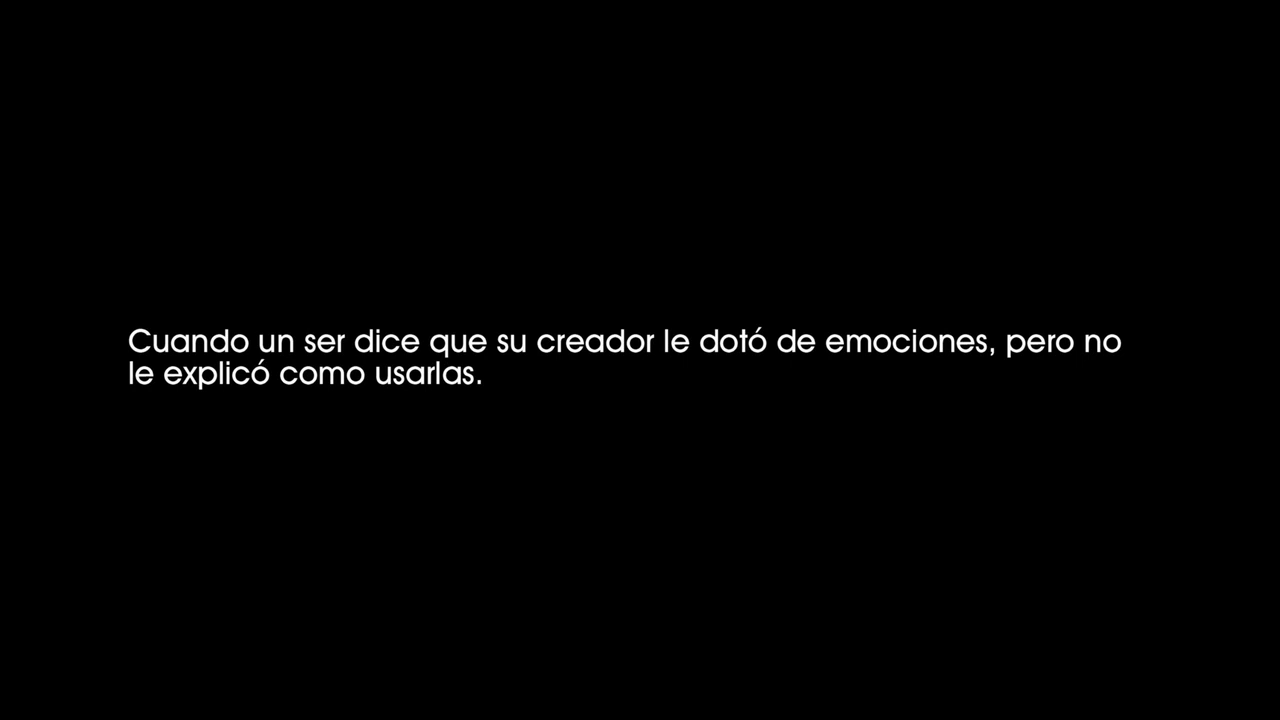 Cuando un ser dice que su creador le dotó de emociones, pero no
le explicó como usarlas.